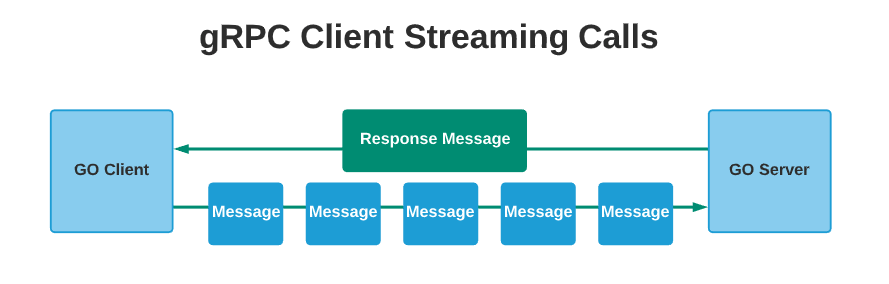 gRPC Client Streaming Calls
Response Message
GO Client
GO Server
Message
Message
Message
Message
Message